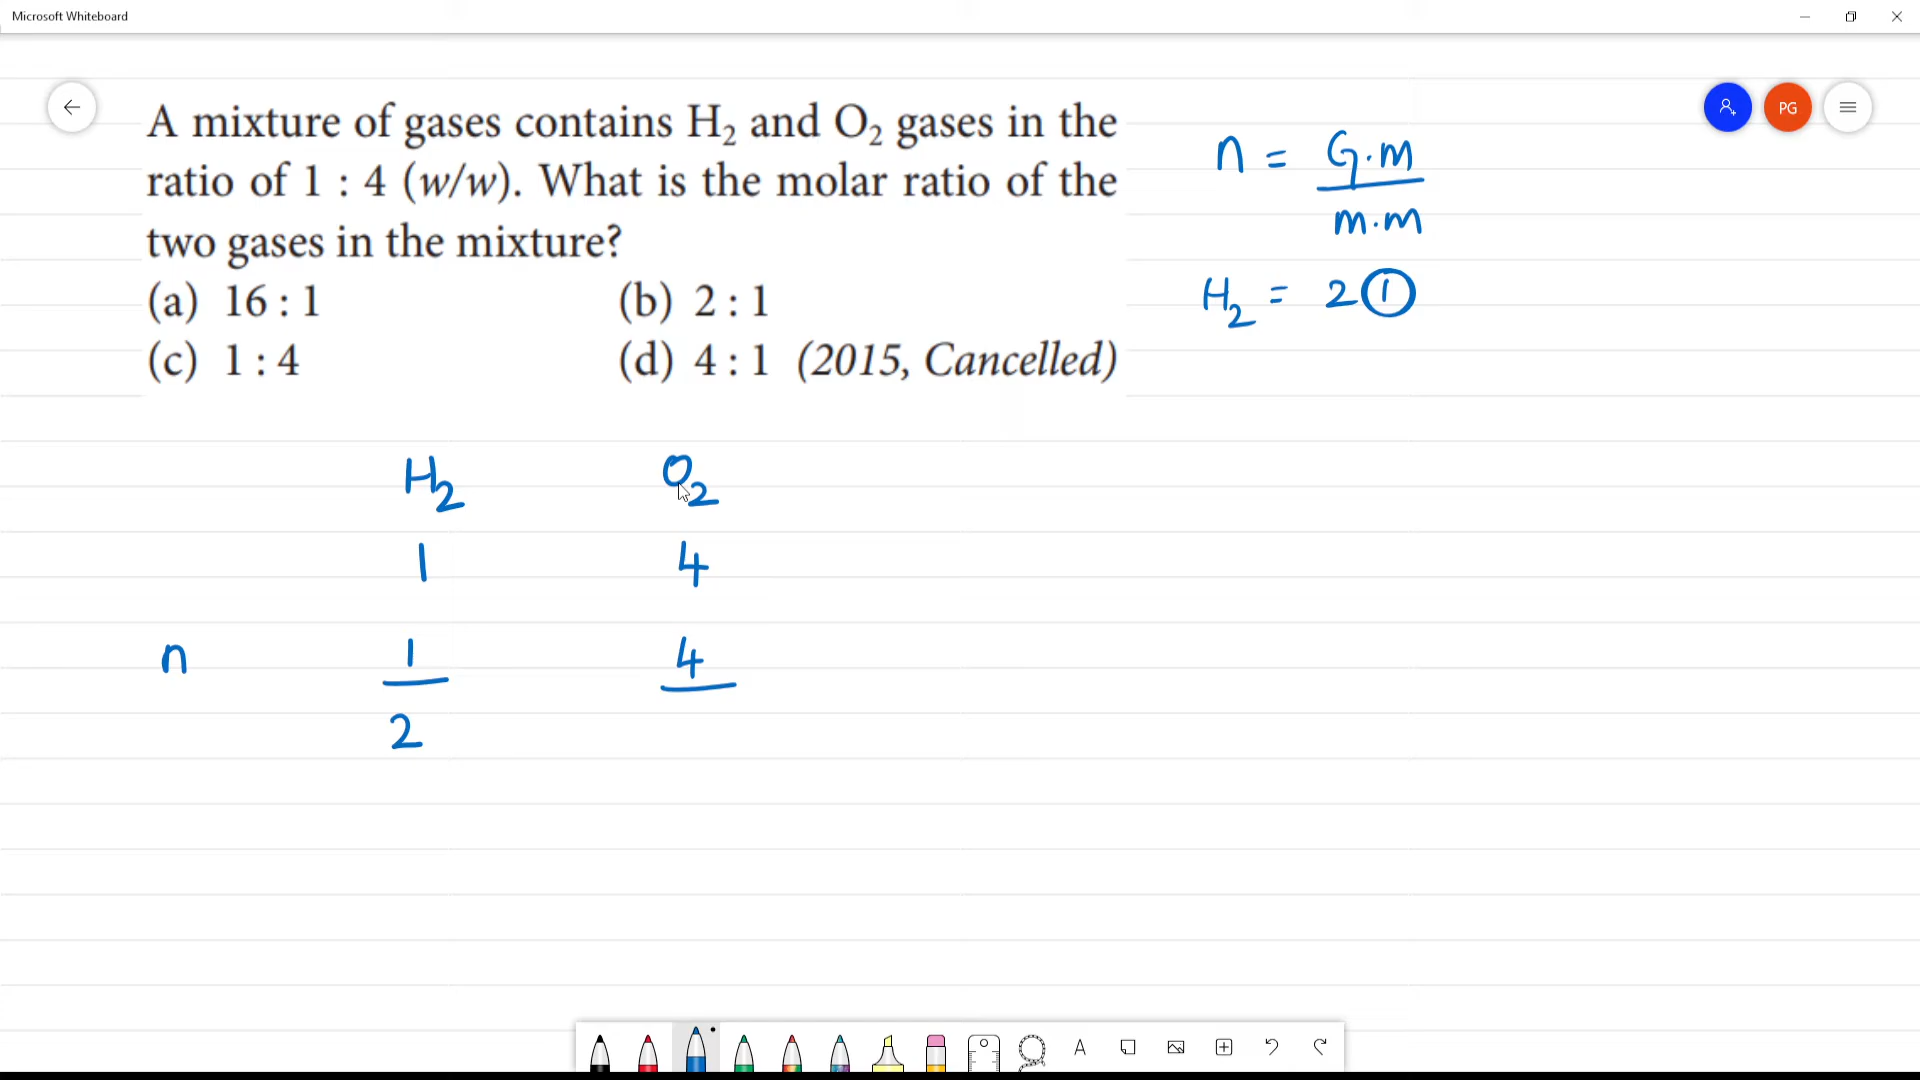 Microsoft Whiteboard
A mixture of gases contains H₂ and O₂ gases in the
ratio of 1 : 4 (w/w). What is the molar ratio of the
two gases in the mixture?
(a) 16 : 1 (b) 2 : 1
(c) 1 : 4 (d) 4 : 1 (2015, Cancelled)
PG
n = G.m
m.m
H₂ = 2 1
H₂ O₂
1 4
n 1 4
2
A